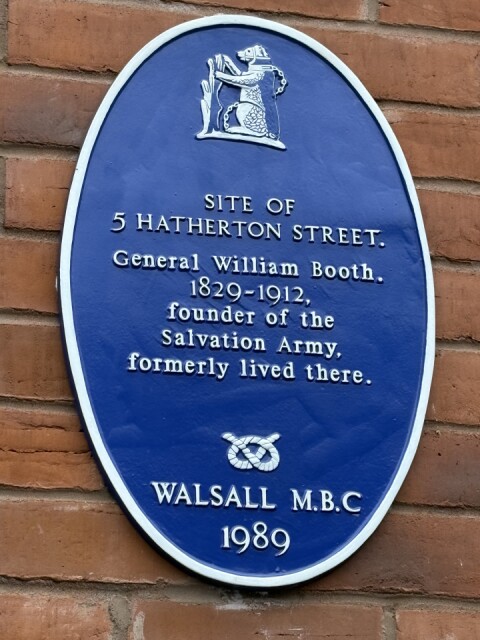 SITE OF
5 HATHERTON STREET.
General William Booth.
1829-1912,
founder of the
Salvation Army,
formerly lived there.
WALSALL M.B.C
1989